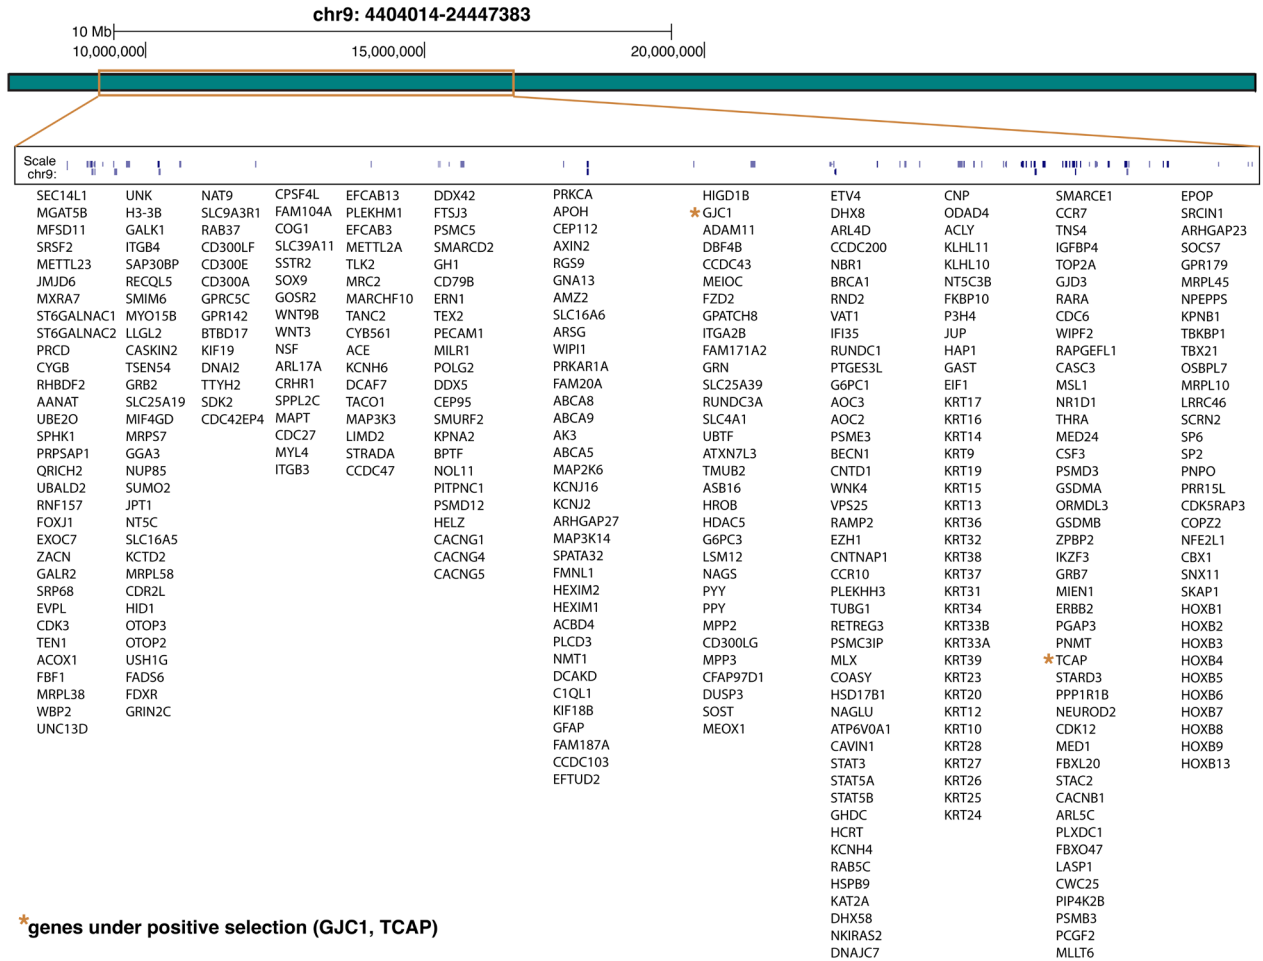 chr9: 4404014-24447383
10 Mb
10,000,000
15,000,000
20,000,000
Scale
chr9:
SEC14L1
MGAT5B
MFSD11
SRSF2
METTL23
JMJD6
MXRA7
ST6GALNAC1
ST6GALNAC2
PRCD
CYGB
RHBDF2
AANAT
UBE2O
SPHK1
PRPSAP1
QRICH2
UBALD2
RNF157
FOXJ1
EXOC7
ZACN
GALR2
SRP68
EVPL
CDK3
TEN1
ACOX1
FBF1
MRPL38
WBP2
UNC13D
UNK
H3-3B
GALK1
ITGB4
SAP30BP
RECQL5
SMIM6
MYO15B
LLGL2
CASKIN2
TSEN54
GRB2
SLC25A19
MIF4GD
MRPS7
GGA3
NUP85
SUMO2
JPT1
NT5C
SLC16A5
KCTD2
MRPL58
CDR2L
HID1
OTOP3
OTOP2
USH1G
FADS6
FDXR
GRIN2C
NAT9
SLC9A3R1
RAB37
CD300LF
CD300E
CD300A
GPRC5C
GPR142
BTBD17
KIF19
DNAI2
TTYH2
SDK2
CDC42EP4
CPSF4L
FAM104A
COG1
SLC39A11
SSTR2
SOX9
GOSR2
WNT9B
WNT3
NSF
ARL17A
CRHR1
SPPL2C
MAPT
CDC27
MYL4
ITGB3
EFCAB13
PLEKHM1
EFCAB3
METTL2A
TLK2
MRC2
MARCHF10
TANC2
CYB561
ACE
KCNH6
DCAF7
TACO1
MAP3K3
LIMD2
STRADA
CCDC47
DDX42
FTSJ3
PSMC5
SMARCD2
GH1
CD79B
ERN1
TEX2
PECAM1
MILR1
POLG2
DDX5
CEP95
SMURF2
KPNA2
BPTF
NOL11
PITPNC1
PSMD12
HELZ
CACNG1
CACNG4
CACNG5
PRKCA
APOH
CEP112
AXIN2
RGS9
GNA13
AMZ2
SLC16A6
ARSG
WIPI1
PRKAR1A
FAM20A
ABCA8
ABCA9
AK3
ABCA5
MAP2K6
KCNJ16
KCNJ2
ARHGAP27
MAP3K14
SPATA32
FMNL1
HEXIM2
HEXIM1
ACBD4
PLCD3
NMT1
DCAKD
C1QL1
KIF18B
GFAP
FAM187A
CCDC103
EFTUD2
HIGD1B
*GJC1
ADAM11
DBF4B
CCDC43
MEIOC
FZD2
GPATCH8
ITGA2B
FAM171A2
GRN
SLC25A39
RUNDC3A
SLC4A1
UBTF
ATXN7L3
TMUB2
ASB16
HROB
HDAC5
G6PC3
LSM12
NAGS
PYY
PPY
MPP2
CD300LG
MPP3
CFAP97D1
DUSP3
SOST
MEOX1
ETV4
DHX8
ARL4D
CCDC200
NBR1
BRCA1
RND2
VAT1
IFI35
RUNDC1
PTGES3L
G6PC1
AOC3
AOC2
PSME3
BECN1
CNTD1
WNK4
VPS25
RAMP2
EZH1
CNTNAP1
CCR10
PLEKHH3
TUBG1
RETREG3
PSMC3IP
MLX
COASY
HSD17B1
NAGLU
ATP6V0A1
CAVIN1
STAT3
STAT5A
STAT5B
GHDC
HCRT
KCNH4
RAB5C
HSPB9
KAT2A
DHX58
NKIRAS2
DNAJC7
CNP
ODAD4
ACLY
KLHL11
KLHL10
NT5C3B
FKBP10
P3H4
JUP
HAP1
GAST
EIF1
KRT17
KRT16
KRT14
KRT9
KRT19
KRT15
KRT13
KRT36
KRT32
KRT38
KRT37
KRT31
KRT34
KRT33B
KRT33A
KRT39
KRT23
KRT20
KRT12
KRT10
KRT28
KRT27
KRT26
KRT25
KRT24
SMARCE1
CCR7
TNS4
IGFBP4
TOP2A
GJD3
RARA
CDC6
WIPF2
RAPGEFL1
CASC3
MSL1
NR1D1
THRA
MED24
CSF3
PSMD3
GSDMA
ORMDL3
GSDMB
ZPBP2
IKZF3
GRB7
MIEN1
ERBB2
PGAP3
PNMT
*TCAP
STARD3
PPP1R1B
NEUROD2
CDK12
MED1
FBXL20
STAC2
CACNB1
ARL5C
PLXDC1
FBXO47
LASP1
CWC25
PIP4K2B
PSMB3
PCGF2
MLLT6
EPOP
SRCIN1
ARHGAP23
SOCS7
GPR179
MRPL45
NPEPPS
KPNB1
TBKBP1
TBX21
OSBPL7
MRPL10
LRRC46
SCRN2
SP6
SP2
PNPO
PRR15L
CDK5RAP3
COPZ2
NFE2L1
CBX1
SNX11
SKAP1
HOXB1
HOXB2
HOXB3
HOXB4
HOXB5
HOXB6
HOXB7
HOXB8
HOXB9
HOXB13
*genes under positive selection (GJC1, TCAP)